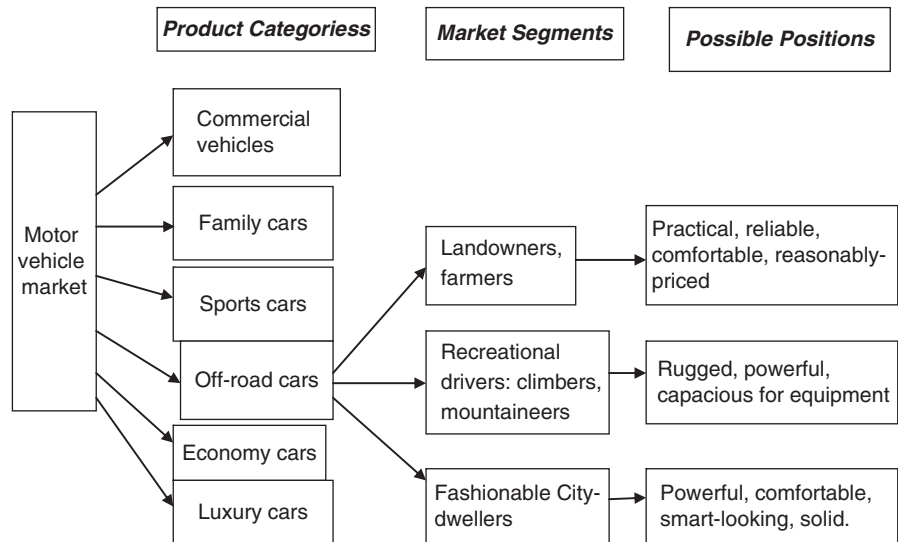 Product Categoriess
Market Segments
Possible Positions
Motor
vehicle
market
Commercial
vehicles
Family cars
Sports cars
Off-road cars
Economy cars
Luxury cars
Landowners,
farmers
Recreational
drivers: climbers,
mountaineers
Fashionable City-
dwellers
Practical, reliable,
comfortable, reasonably-
priced
Rugged, powerful,
capacious for equipment
Powerful, comfortable,
smart-looking, solid.